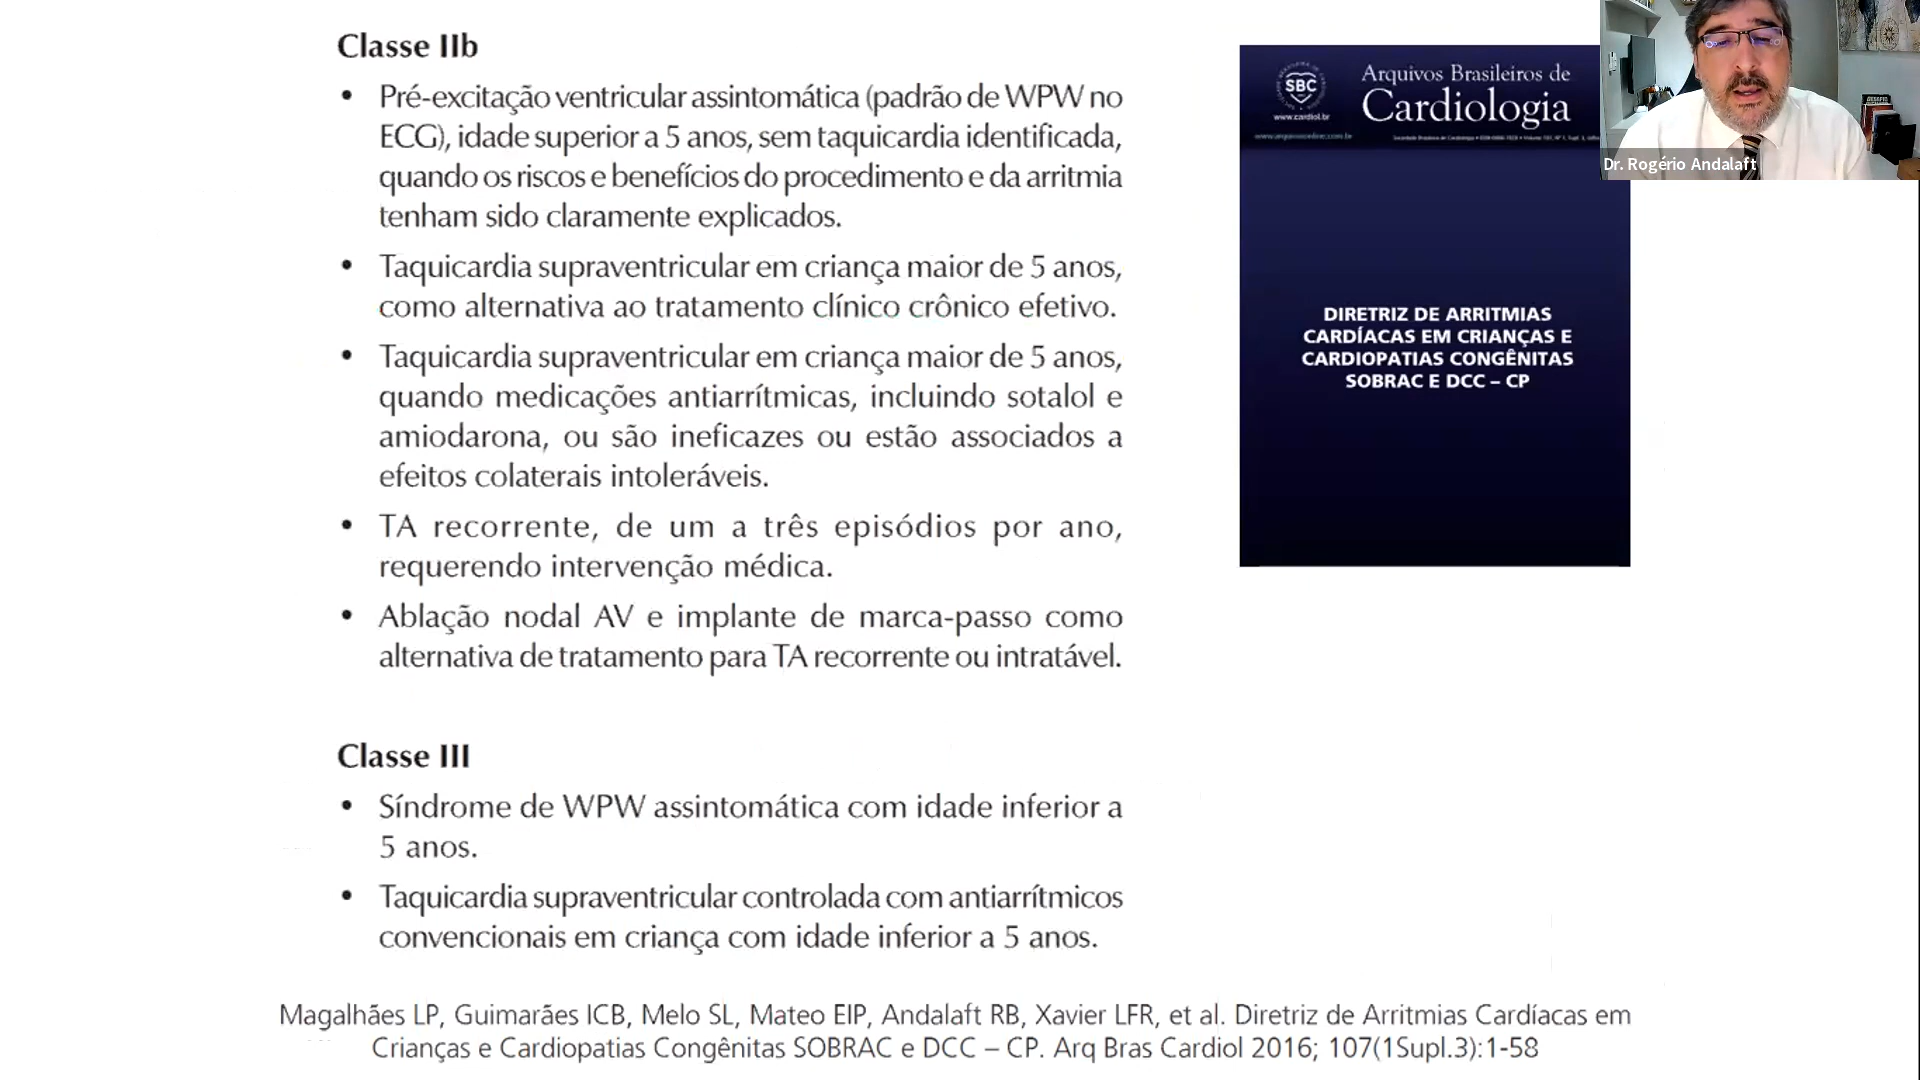 Classe IIb
• Pré-excitação ventricular assintomática (padrão de WPW no
ECG), idade superior a 5 anos, sem taquicardia identificada,
quando os riscos e benefícios do procedimento e da arritmia
tenham sido claramente explicados.
• Taquicardia supraventricular em criança maior de 5 anos,
como alternativa ao tratamento clínico crônico efetivo.
• Taquicardia supraventricular em criança maior de 5 anos,
quando medicações antiarrítmicas, incluindo sotalol e
amiodarona, ou são ineficazes ou estão associados a
efeitos colaterais intoleráveis.
• TA recorrente, de um a três episódios por ano,
requerendo intervenção médica.
• Ablação nodal AV e implante de marca-passo como
alternativa de tratamento para TA recorrente ou intratável.
Classe III
• Síndrome de WPW assintomática com idade inferior a
5 anos.
• Taquicardia supraventricular controlada com antiarrítmicos
convencionais em criança com idade inferior a 5 anos.
SBC
www.cardiol.br
Arquivos Brasileiros de
Cardiologia
DIRETRIZ DE ARRITMIAS
CARDÍACAS EM CRIANÇAS E
CARDIOPATIAS CONGÊNITAS
SOBRAC E DCC – CP
Dr. Rogério Andalaft
Magalhães LP, Guimarães ICB, Melo SL, Mateo EIP, Andalaft RB, Xavier LFR, et al. Diretriz de Arritmias Cardíacas em
Crianças e Cardiopatias Congênitas SOBRAC e DCC – CP. Arq Bras Cardiol 2016; 107(1Supl.3):1-58